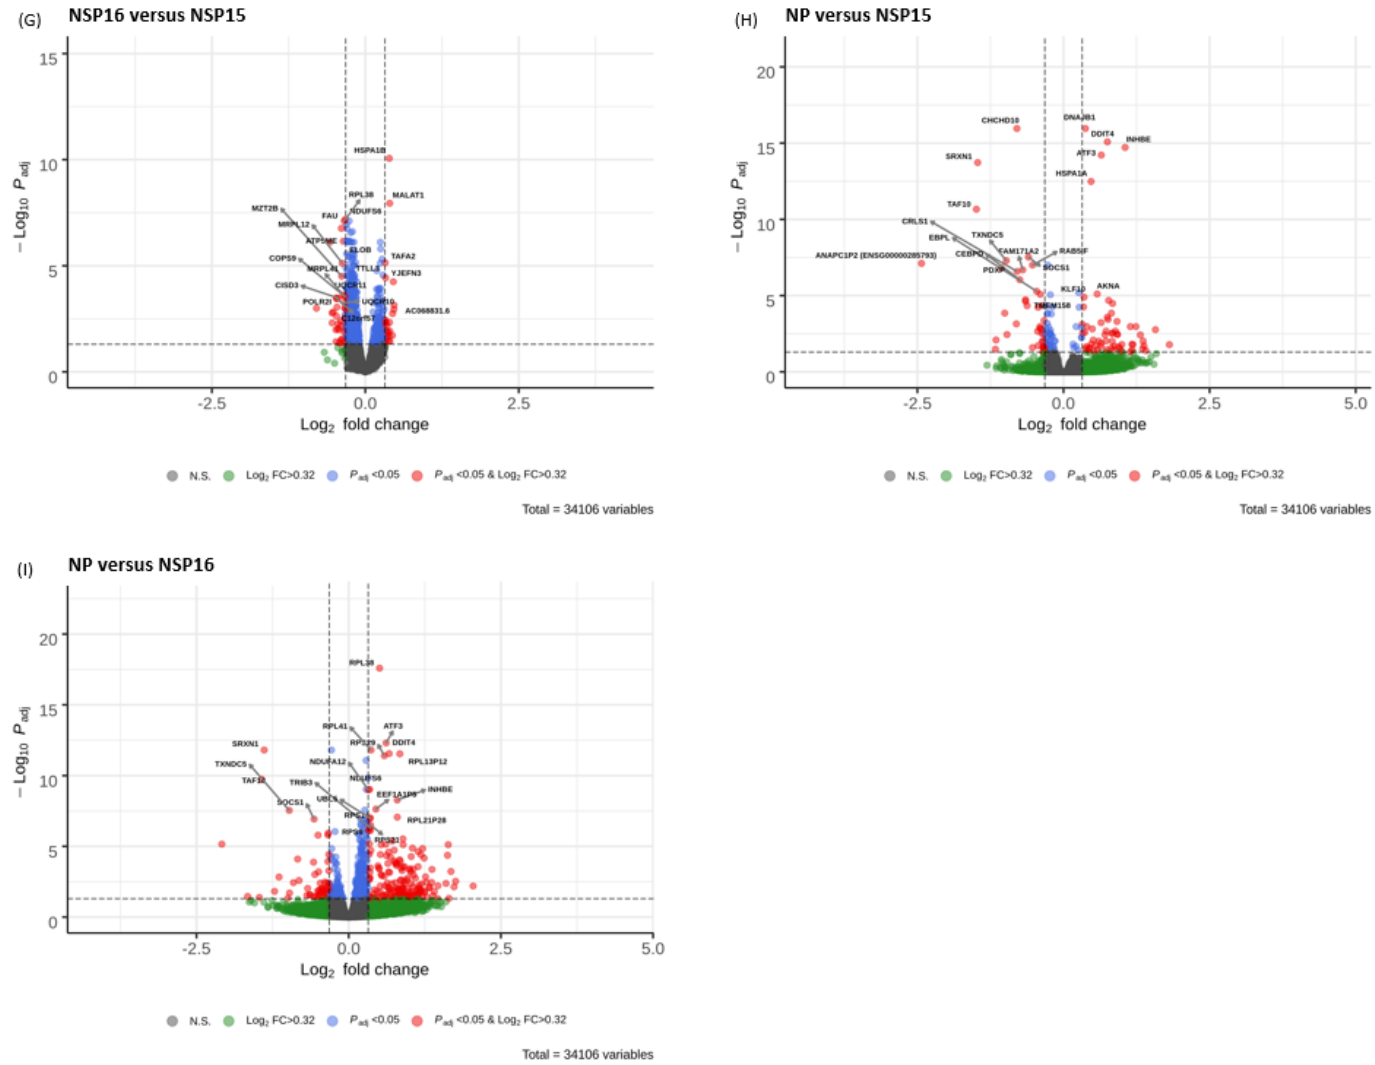 (G) NSP16 versus NSP15
15
10
5
0
− Log10 Padj
HSPA1B
RPL38
MALAT1
MZT2B
NDUFS6
FAU
MRPL12
ATP5ME
ELOB
COPS9
TAFA2
MRPL41
TTLL3
YJEFN3
CISD3
UQCR11
POLR2I
UQCR10
AC068831.6
C12orf57
-2.5 0.0 2.5
Log2 fold change
N.S. Log2 FC>0.32 Padj <0.05 Padj <0.05 & Log2 FC>0.32
Total = 34106 variables
(H) NP versus NSP15
20
15
10
5
0
− Log10 Padj
CHCHD10
DNAJB1
DDIT4
INHBE
SRXN1
ATF3
HSPA1A
TAF10
CRLS1
EBPL
TXNDC5
ANAPC1P2 (ENSG00000285793)
CEBPD
FAM171A2
RAB5IF
PDXP
SOCS1
KLF10
AKNA
TMEM158
-2.5 0.0 2.5 5.0
Log2 fold change
N.S. Log2 FC>0.32 Padj <0.05 Padj <0.05 & Log2 FC>0.32
Total = 34106 variables
(I) NP versus NSP16
20
15
10
5
0
− Log10 Padj
RPL38
RPL41
ATF3
SRXN1
RPS29
DDIT4
TXNDC5
NDUFA12
RPL13P12
TRIB3
NDUFS6
SOCS1
UBL5
EEF1A1P5
INHBE
RPL21P28
RPS21
-2.5 0.0 2.5 5.0
Log2 fold change
N.S. Log2 FC>0.32 Padj <0.05 Padj <0.05 & Log2 FC>0.32
Total = 34106 variables